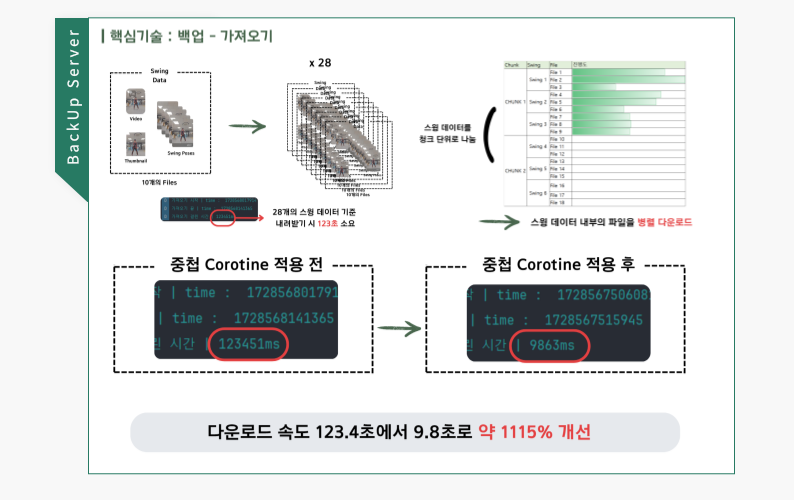 BackUp Server
핵심기술 : 백업 - 가져오기
Swing
Data
Video
Thumbnail
Swing Poses
10개의 Files
x 28
Swing
Data
10개의 Files
28개의 스윙 데이터 기준
내려받기 시 123초 소요
스윙 데이터를
청크 단위로 나눔
Chunk Swing File 진행도
CHUNK 1
Swing 1
File 1
File 2
File 3
Swing 2
File 4
File 5
File 6
Swing 3
File 7
File 8
File 9
CHUNK 2
Swing 4
File 10
File 11
File 12
Swing 5
File 13
File 14
File 15
Swing 6
File 16
File 17
File 18
스윙 데이터 내부의 파일을 병렬 다운로드
중첩 Corotine 적용 전
| time : 172856801791
| time : 1728568141365
시간 | 123451ms
중첩 Corotine 적용 후
| time : 172856750608
| time : 1728567515945
시간 | 9863ms
다운로드 속도 123.4초에서 9.8초로 약 1115% 개선